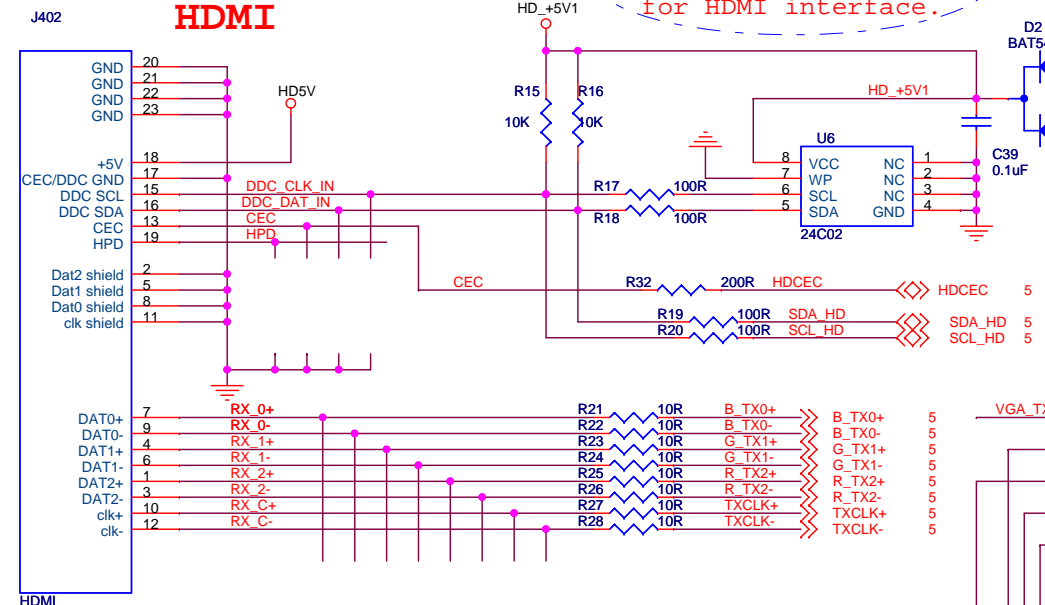 J402
HDMI
HD_+5V1
for HDMI interface.
D2
BAT54
GND 20
GND 21
GND 22
GND 23
HD5V
R15
R16
10K
10K
HD_+5V1
C39
0.1uF
U6
8 VCC NC 1
7 WP NC 2
6 SCL NC 3
5 SDA GND 4
24C02
+5V 18
CEC/DDC GND 17
DDC SCL 15 DDC_CLK_IN R17 100R
DDC SDA 16 DDC_DAT_IN R18 100R
CEC 13 CEC
HPD 19 HPD
Dat2 shield 2
Dat1 shield 5
Dat0 shield 8
clk shield 11
CEC R32 200R HDCEC HDCEC 5
R19 100R SDA_HD SDA_HD 5
R20 100R SCL_HD SCL_HD 5
DAT0+ 7 RX_0+ R21 10R B_TX0+ B_TX0+ 5
DAT0- 9 RX_0- R22 10R B_TX0- B_TX0- 5
DAT1+ 4 RX_1+ R23 10R G_TX1+ G_TX1+ 5
DAT1- 6 RX_1- R24 10R G_TX1- G_TX1- 5
DAT2+ 1 RX_2+ R25 10R R_TX2+ R_TX2+ 5
DAT2- 3 RX_2- R26 10R R_TX2- R_TX2- 5
clk+ 10 RX_C+ R27 10R TXCLK+ TXCLK+ 5
clk- 12 RX_C- R28 10R TXCLK- TXCLK- 5
VGA_TX
HDMI